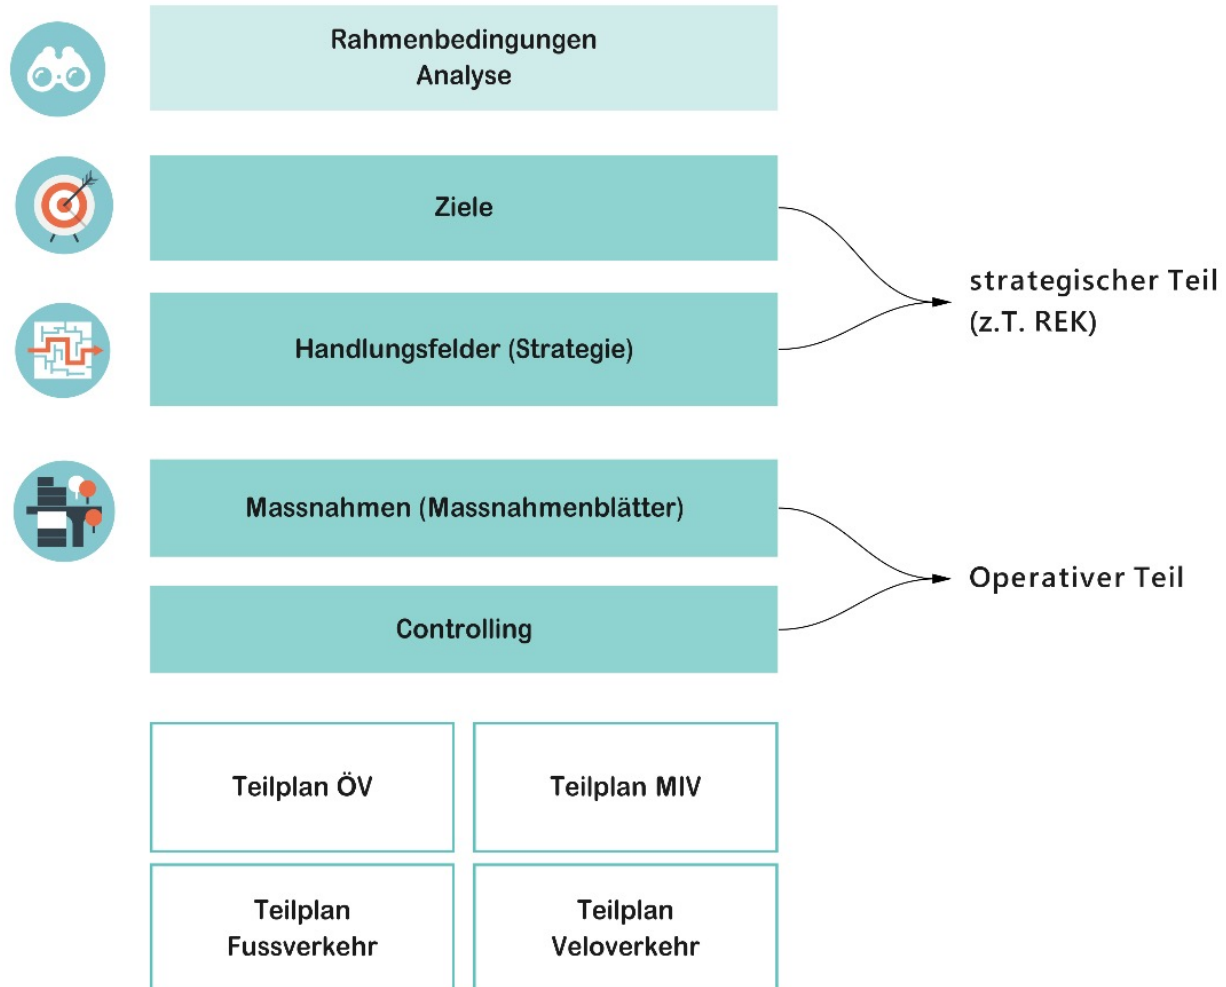 Rahmenbedingungen
Analyse
Ziele
Handlungsfelder (Strategie)
strategischer Teil
(z.T. REK)
Massnahmen (Massnahmenblätter)
Controlling
Operativer Teil
Teilplan ÖV
Teilplan MIV
Teilplan
Fussverkehr
Teilplan
Veloverkehr